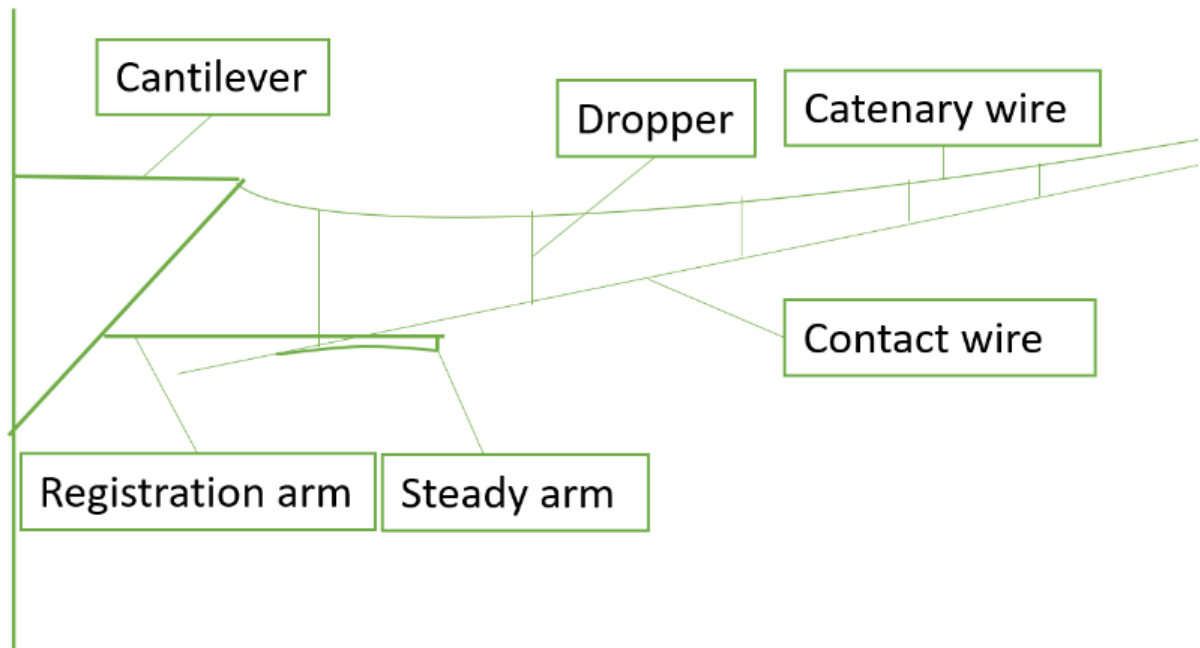 Cantilever
Dropper
Catenary wire
Contact wire
Registration arm
Steady arm